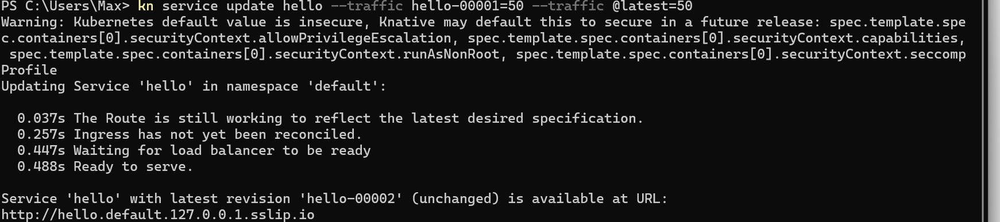 PS C:\Users\Max> kn service update hello --traffic hello-00001=50 --traffic @latest=50
Warning: Kubernetes default value is insecure, Knative may default this to secure in a future release: spec.template.spe
c.containers[0].securityContext.allowPrivilegeEscalation, spec.template.spec.containers[0].securityContext.capabilities,
 spec.template.spec.containers[0].securityContext.runAsNonRoot, spec.template.spec.containers[0].securityContext.seccomp
Profile
Updating Service 'hello' in namespace 'default':

  0.037s The Route is still working to reflect the latest desired specification.
  0.257s Ingress has not yet been reconciled.
  0.447s Waiting for load balancer to be ready
  0.488s Ready to serve.

Service 'hello' with latest revision 'hello-00002' (unchanged) is available at URL:
http://hello.default.127.0.0.1.sslip.io